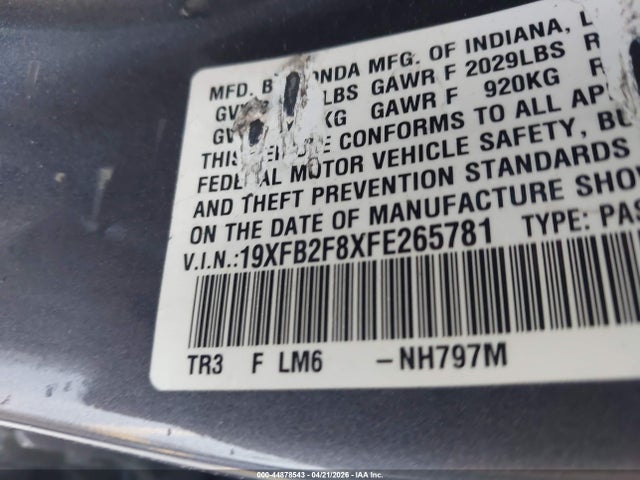 MFD. B ONDA MFG. OF INDIANA, L
GV LBS GAWR F 2029LBS R
GV KG GAWR F 920KG R
THIS CONFORMS TO ALL AP
FEDERAL MOTOR VEHICLE SAFETY, BU
AND THEFT PREVENTION STANDARDS
ON THE DATE OF MANUFACTURE SHO
V.I.N.:19XFB2F8XFE265781 TYPE: PAS
TR3 F LM6 -NH797M
000-44878543 - 04/21/2026 - IAA Inc.